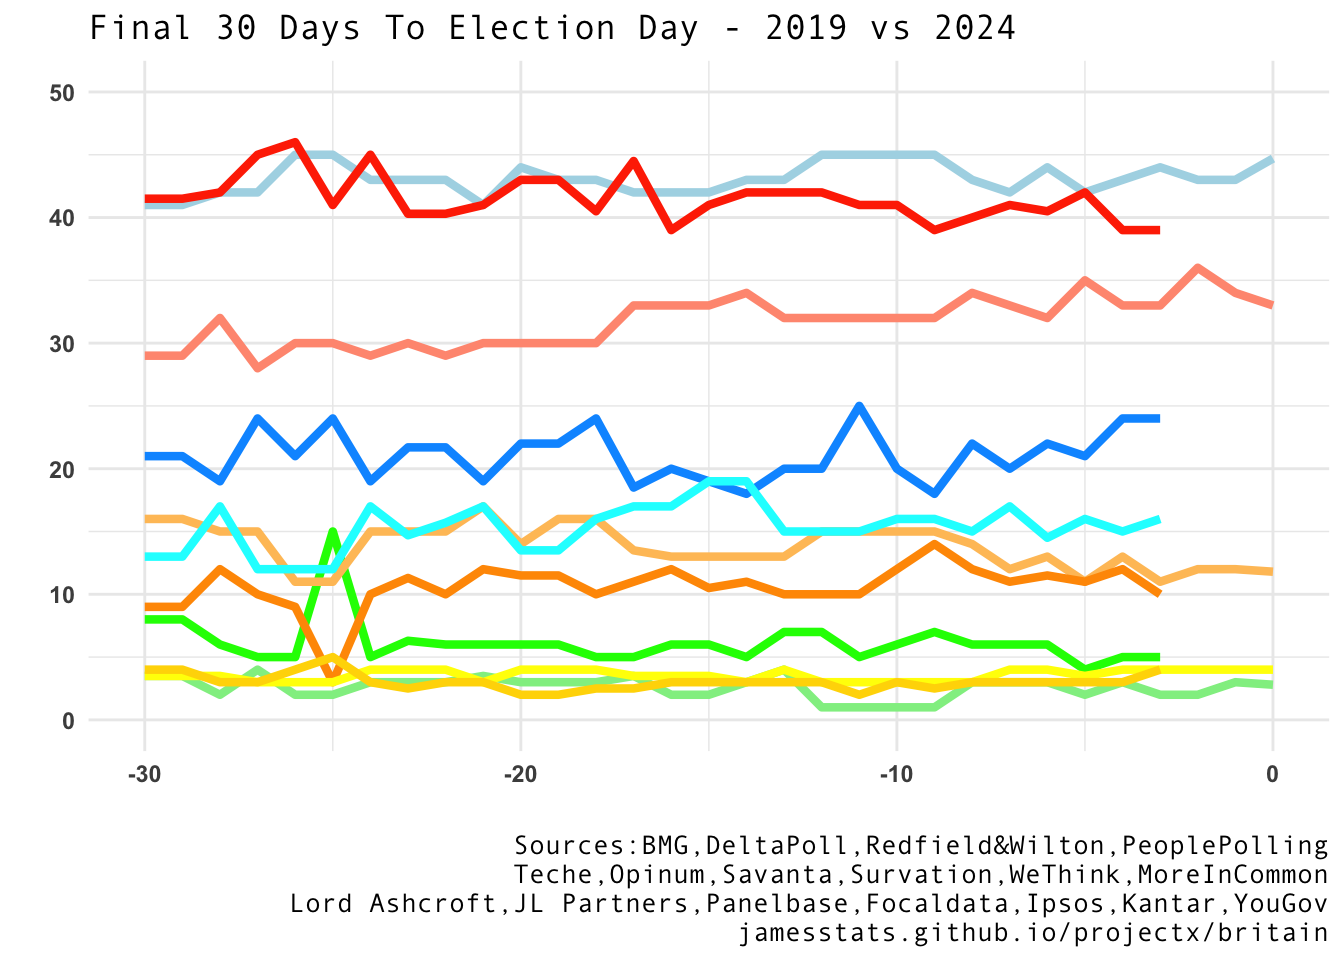 Final 30 Days To Election Day - 2019 vs 2024
50
40
30
20
10
0
-30
-20
-10
0
Sources:BMG,DeltaPoll,Redfield&Wilton,PeoplePolling
Teche,Opinum,Savanta,Survation,WeThink,MoreInCommon
Lord Ashcroft,JL Partners,Panelbase,Focaldata,Ipsos,Kantar,YouGov
jamesstats.github.io/projectx/britain